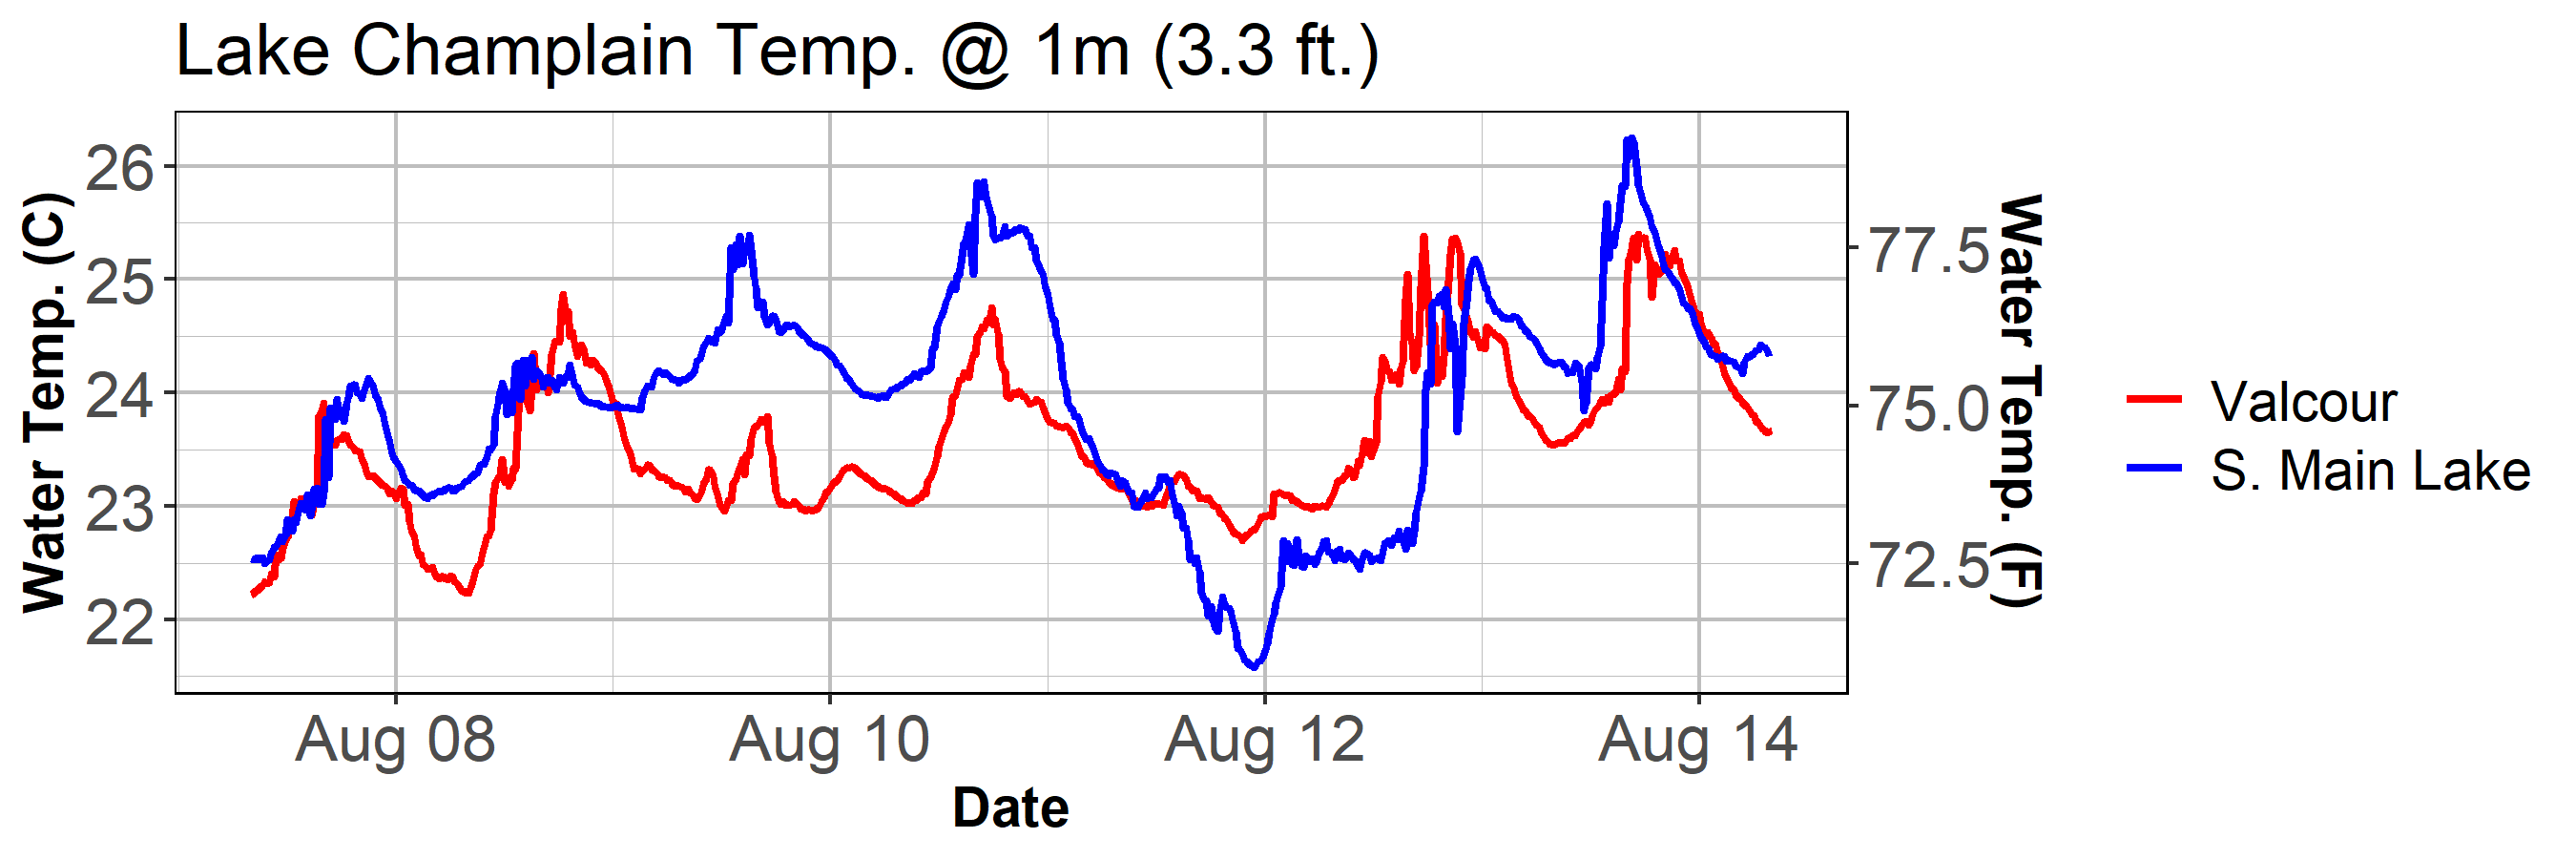 Lake Champlain Temp. @ 1m (3.3 ft.)
Water Temp. (C)
26
25
24
23
22
77.5
75.0
72.5
Water Temp. (F)
Valcour
S. Main Lake
Aug 08
Aug 10
Aug 12
Aug 14
Date